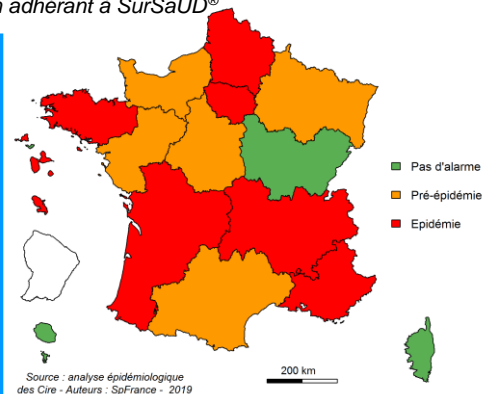 adhérant à SurSaUD®
Pas d'alarme
Pré-épidémie
Epidémie
200 km
Source : analyse épidémiologique
des Cire - Auteurs : SpFrance - 2019